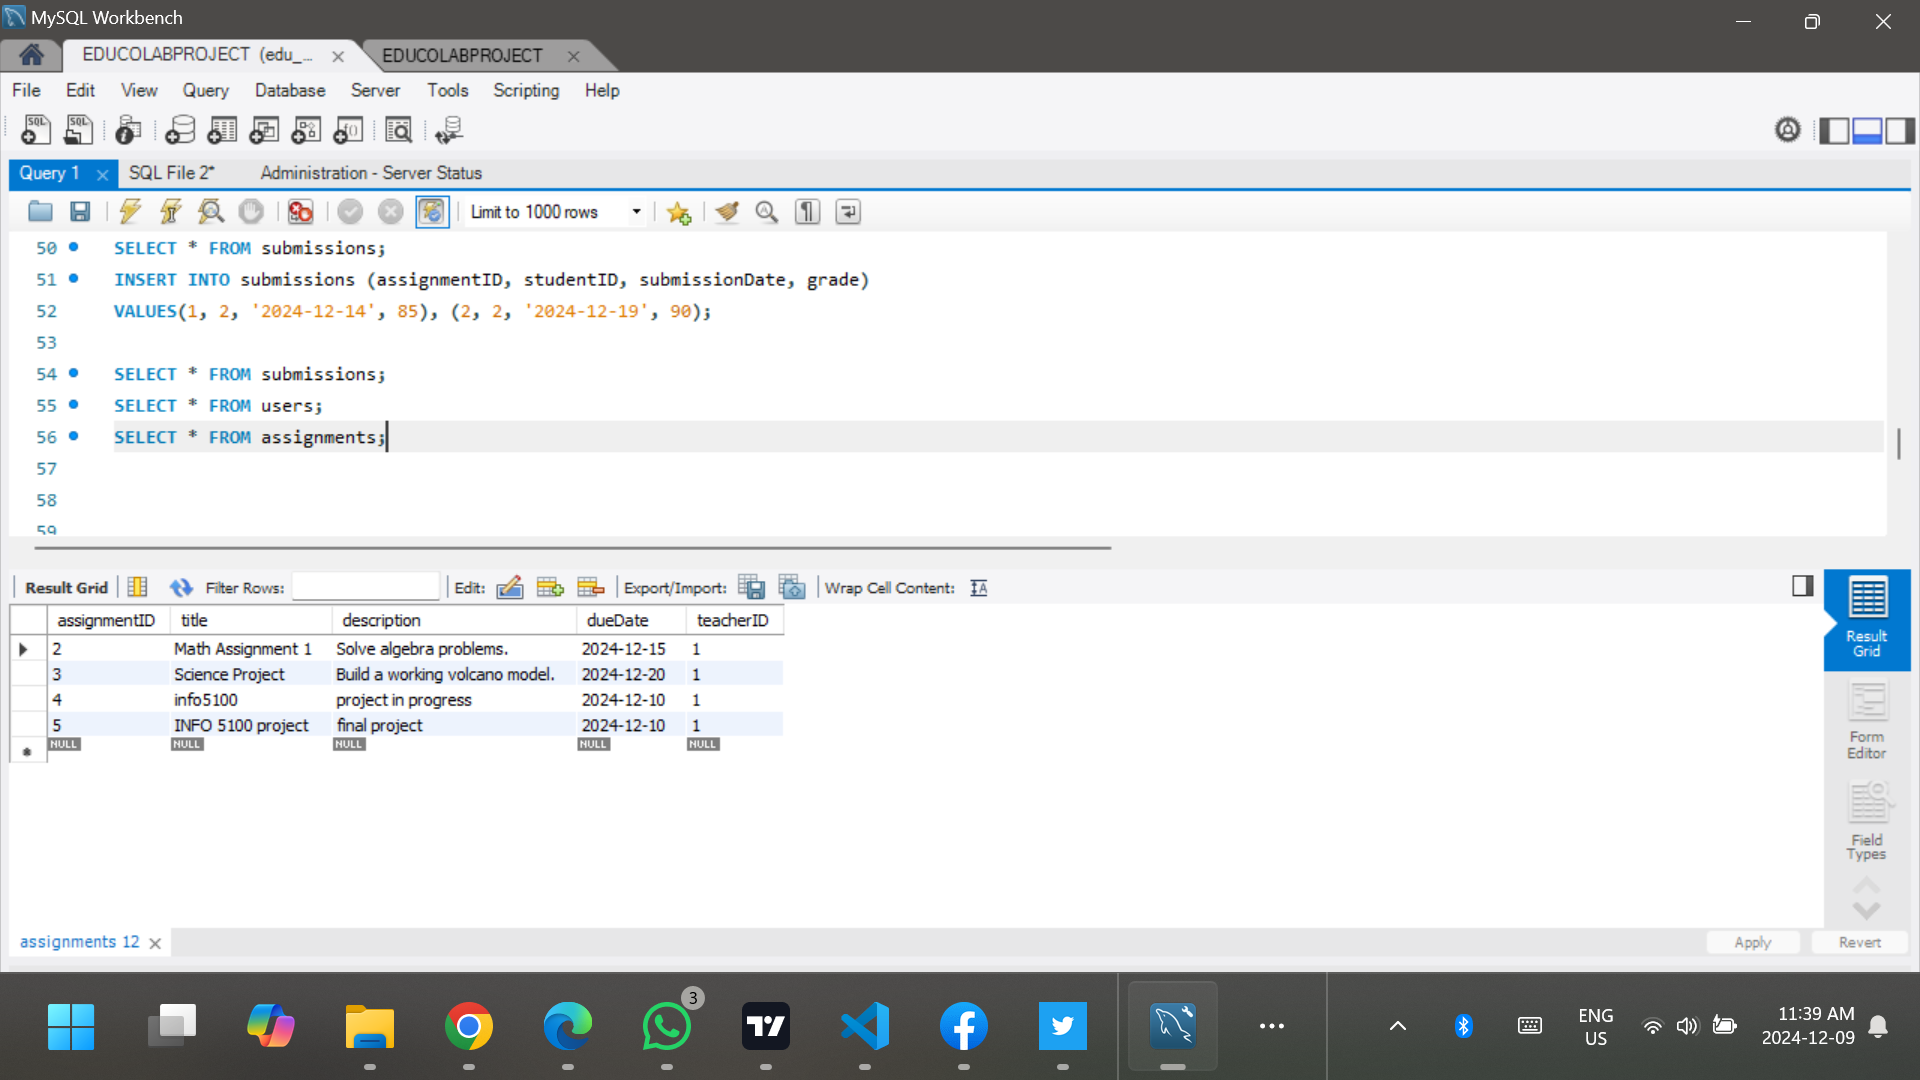 MySQL Workbench
EDUCOLABPROJECT (edu_... EDUCOLABPROJECT
File Edit View Query Database Server Tools Scripting Help
Query 1 SQL File 2* Administration - Server Status
Limit to 1000 rows
50 SELECT * FROM submissions;
51 INSERT INTO submissions (assignmentID, studentID, submissionDate, grade)
52 VALUES(1, 2, '2024-12-14', 85), (2, 2, '2024-12-19', 90);
53
54 SELECT * FROM submissions;
55 SELECT * FROM users;
56 SELECT * FROM assignments;
57
58
59
Result Grid Filter Rows: Edit: Export/Import: Wrap Cell Content:
assignmentID title description dueDate teacherID
2 Math Assignment 1 Solve algebra problems. 2024-12-15 1
3 Science Project Build a working volcano model. 2024-12-20 1
4 info5100 project in progress 2024-12-10 1
5 INFO 5100 project final project 2024-12-10 1
NULL NULL NULL NULL NULL
Result
Grid
Form
Editor
Field
Types
assignments 12 Apply Revert
3
ENG
US
11:39 AM
2024-12-09